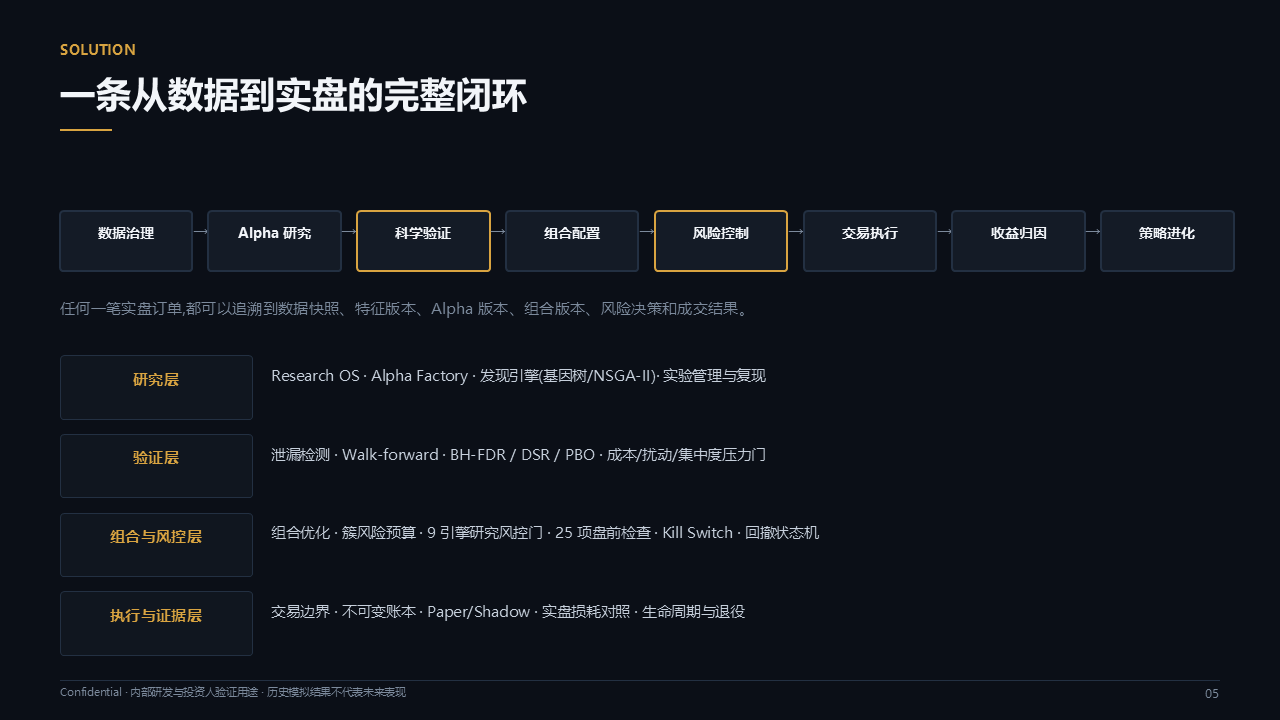 SOLUTION
一条从数据到实盘的完整闭环
数据治理 → Alpha 研究 → 科学验证 → 组合配置 → 风险控制 → 交易执行 → 收益归因 → 策略进化
任何一笔实盘订单,都可以追溯到数据快照、特征版本、Alpha 版本、组合版本、风险决策和成交结果。
研究层
Research OS · Alpha Factory · 发现引擎(基因树/NSGA-II)· 实验管理与复现
验证层
泄漏检测 · Walk-forward · BH-FDR / DSR / PBO · 成本/扰动/集中度压力门
组合与风控层
组合优化 · 簇风险预算 · 9 引擎研究风控门 · 25 项盘前检查 · Kill Switch · 回撤状态机
执行与证据层
交易边界 · 不可变账本 · Paper/Shadow · 实盘损耗对照 · 生命周期与退役
Confidential · 内部研发与投资人验证用途 · 历史模拟结果不代表未来表现
05